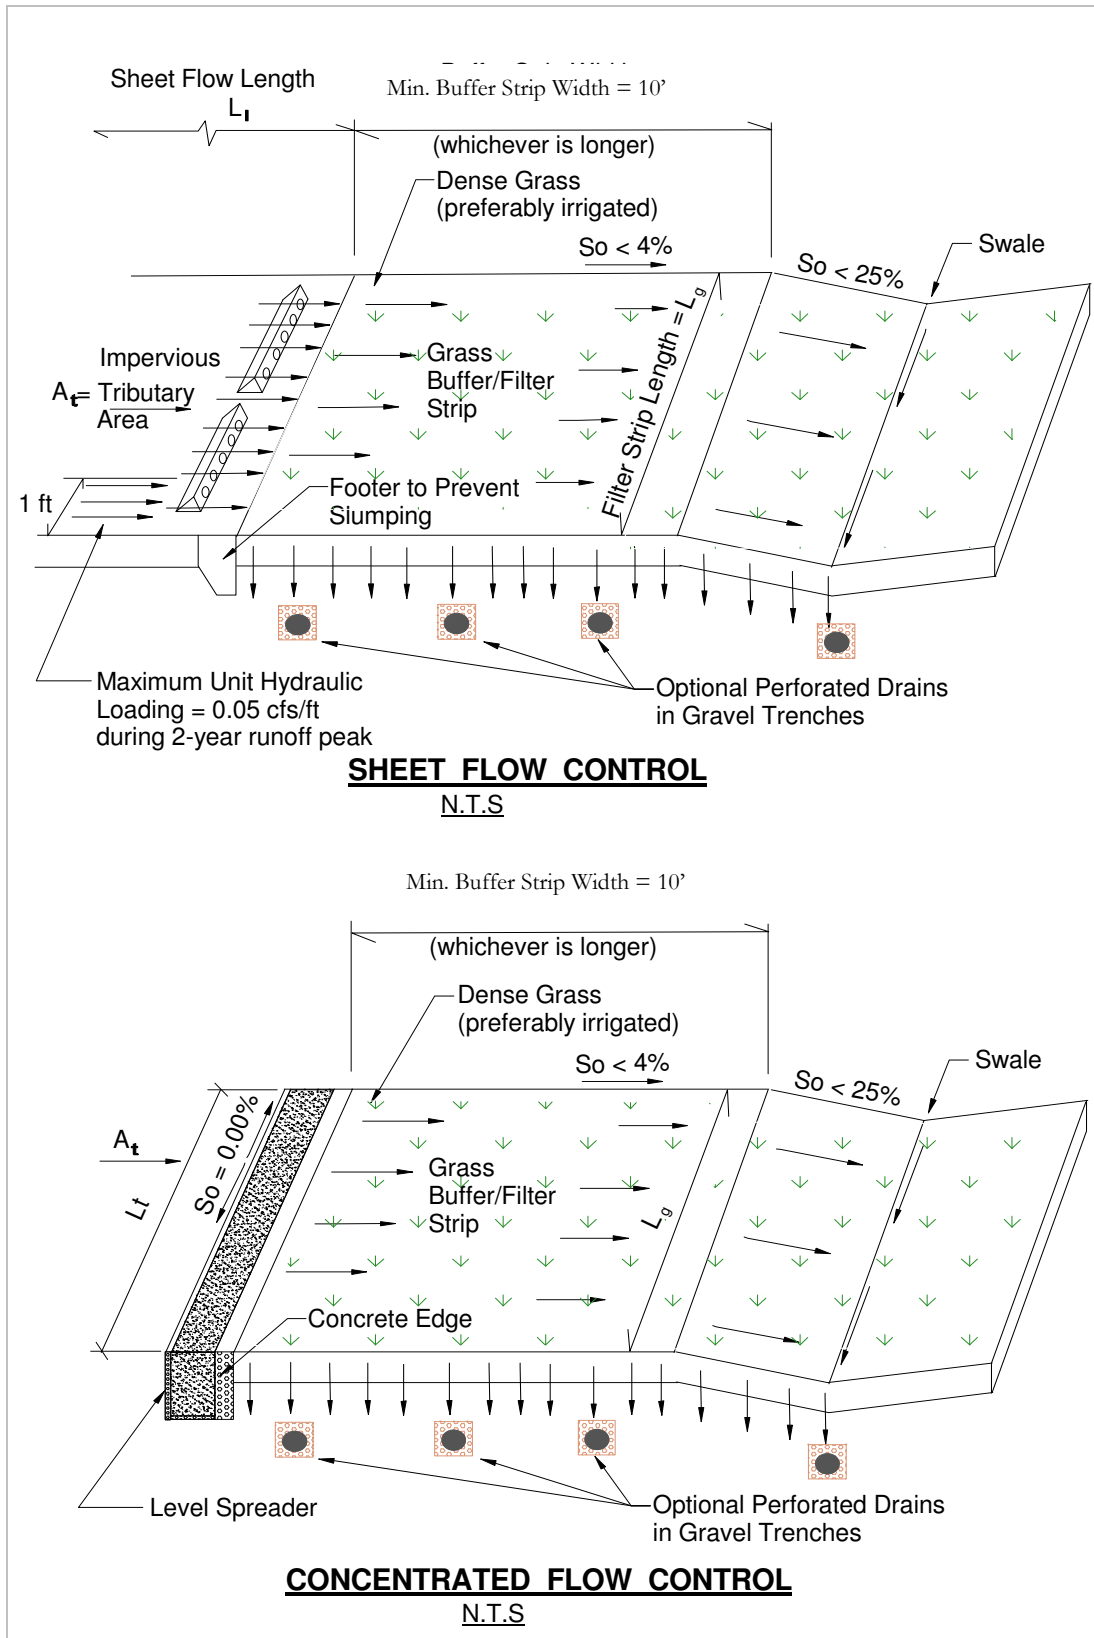 Sheet Flow Length
L
Min. Buffer Strip Width = 10'
(whichever is longer)
Dense Grass
(preferably irrigated)
So < 4%
So < 25%
Swale
Impervious
At= Tributary
Area
Grass
Buffer/Filter
Strip
Filter Strip Length = Lg
1 ft
Footer to Prevent
Slumping
Maximum Unit Hydraulic
Loading = 0.05 cfs/ft
during 2-year runoff peak
Optional Perforated Drains
in Gravel Trenches
SHEET FLOW CONTROL
N.T.S
Min. Buffer Strip Width = 10'
(whichever is longer)
Dense Grass
(preferably irrigated)
So < 4%
So < 25%
Swale
At
Lt
So = 0.00%
Grass
Buffer/Filter
Strip
Lg
Concrete Edge
Level Spreader
Optional Perforated Drains
in Gravel Trenches
CONCENTRATED FLOW CONTROL
N.T.S